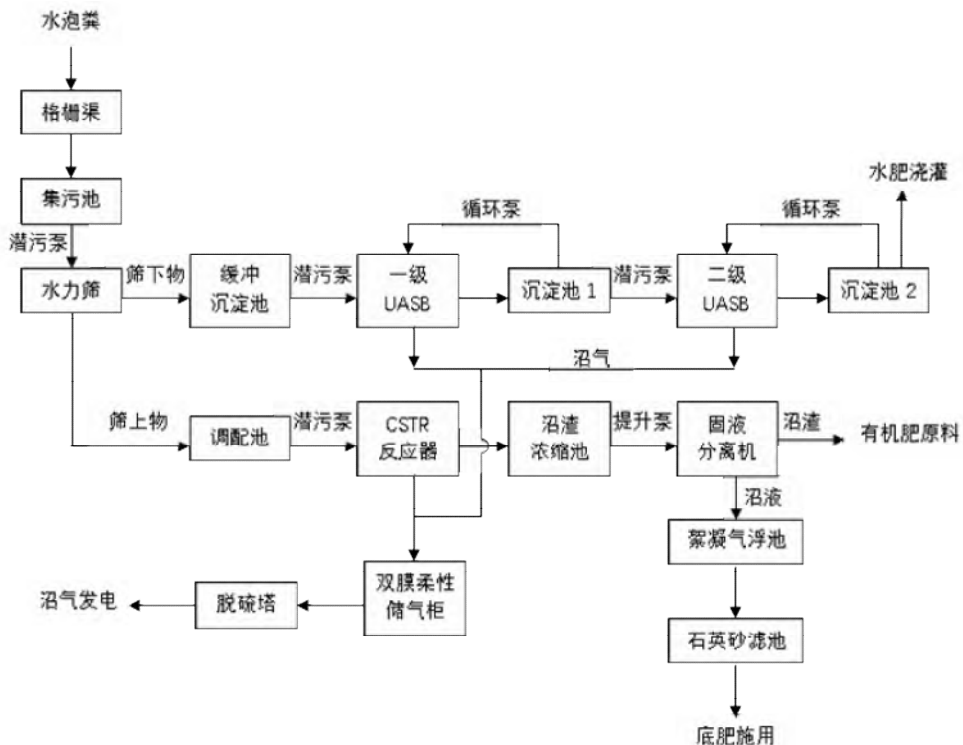 水泡粪
格栅渠
集污池
水肥浇灌
潜污泵
循环泵
循环泵
水力筛
筛下物
缓冲
沉淀池
潜污泵
一级
UASB
沉淀池 1
潜污泵
二级
UASB
沉淀池 2
沼气
筛上物
调配池
潜污泵
CSTR
反应器
沼渣
浓缩池
提升泵
固液
分离机
沼渣
有机肥原料
沼液
絮凝气浮池
沼气发电
脱硫塔
双膜柔性
储气柜
石英砂滤池
底肥施用